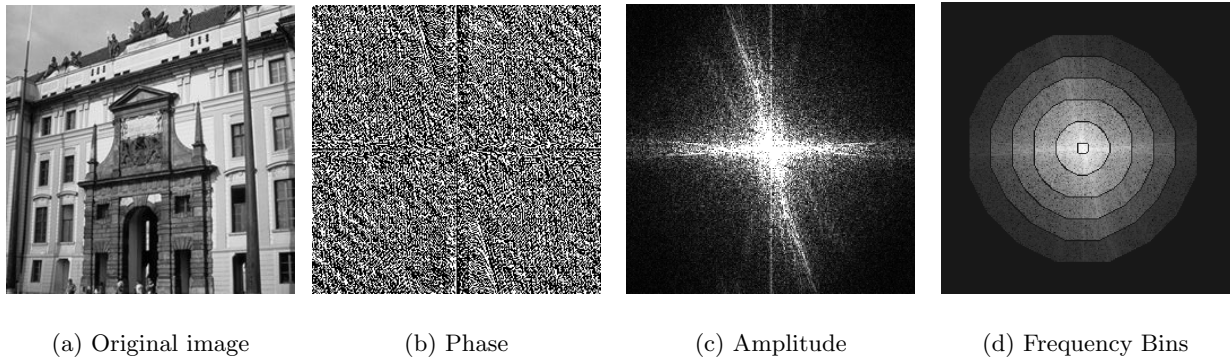 (a) Original image
(b) Phase
(c) Amplitude
(d) Frequency Bins